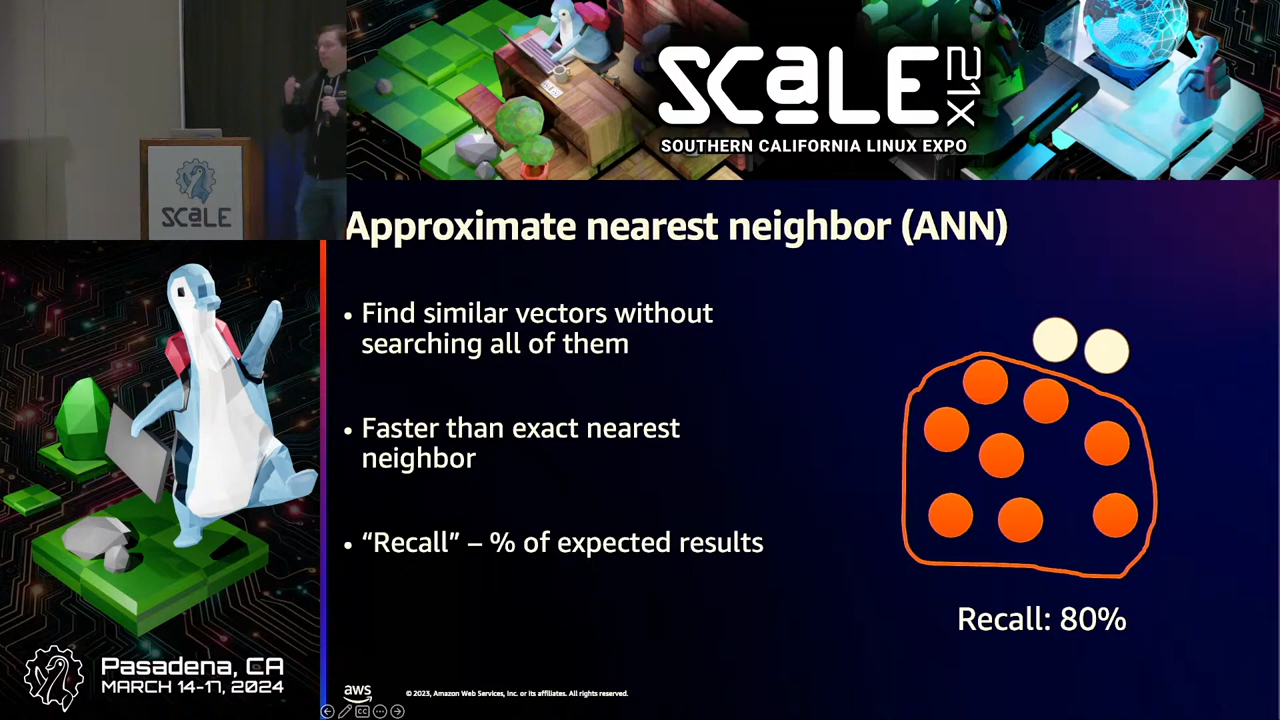 SCaLE 21X
SOUTHERN CALIFORNIA LINUX EXPO
SCaLE
Approximate nearest neighbor (ANN)
• Find similar vectors without
searching all of them
• Faster than exact nearest
neighbor
• “Recall” – % of expected results
Recall: 80%
Pasadena, CA
MARCH 14-17, 2024
aws
© 2023, Amazon Web Services, Inc. or its affiliates. All rights reserved.
CC